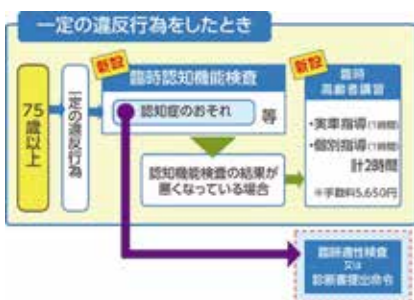 一定の違反行為をしたとき
75歳以上
一定の違反行為
新設
臨時認知機能検査
認知症のおそれ 等
認知機能検査の結果が
悪くなっている場合
新設
臨時
高齢者講習
・実車指導(1時間)
・個別指導(1時間)
計2時間
※手数料5,650円
臨時適性検査
又は
診断書提出命令